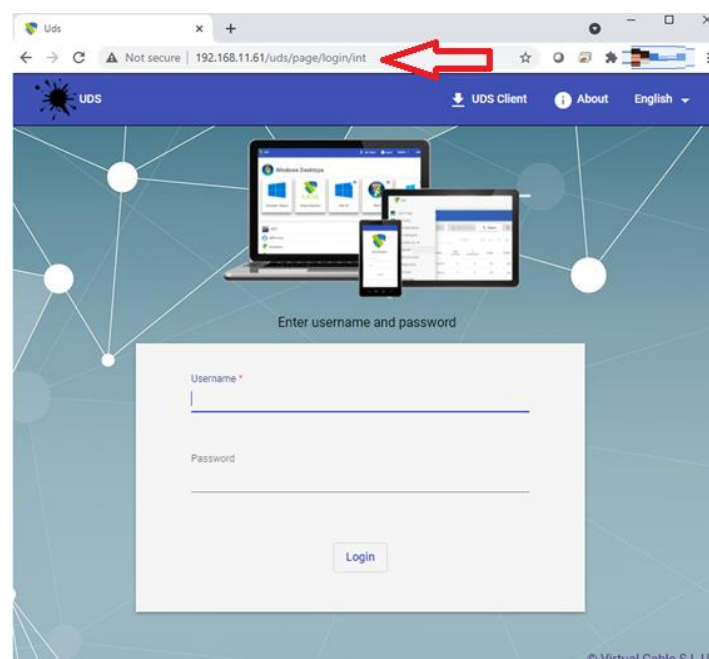 Uds
Not secure | 192.168.11.61/uds/page/login/int
UDS
UDS Client
About
English
Windows Desktops
Enter username and password
Username *
Password
Login
© Virtual Cable S.L.U